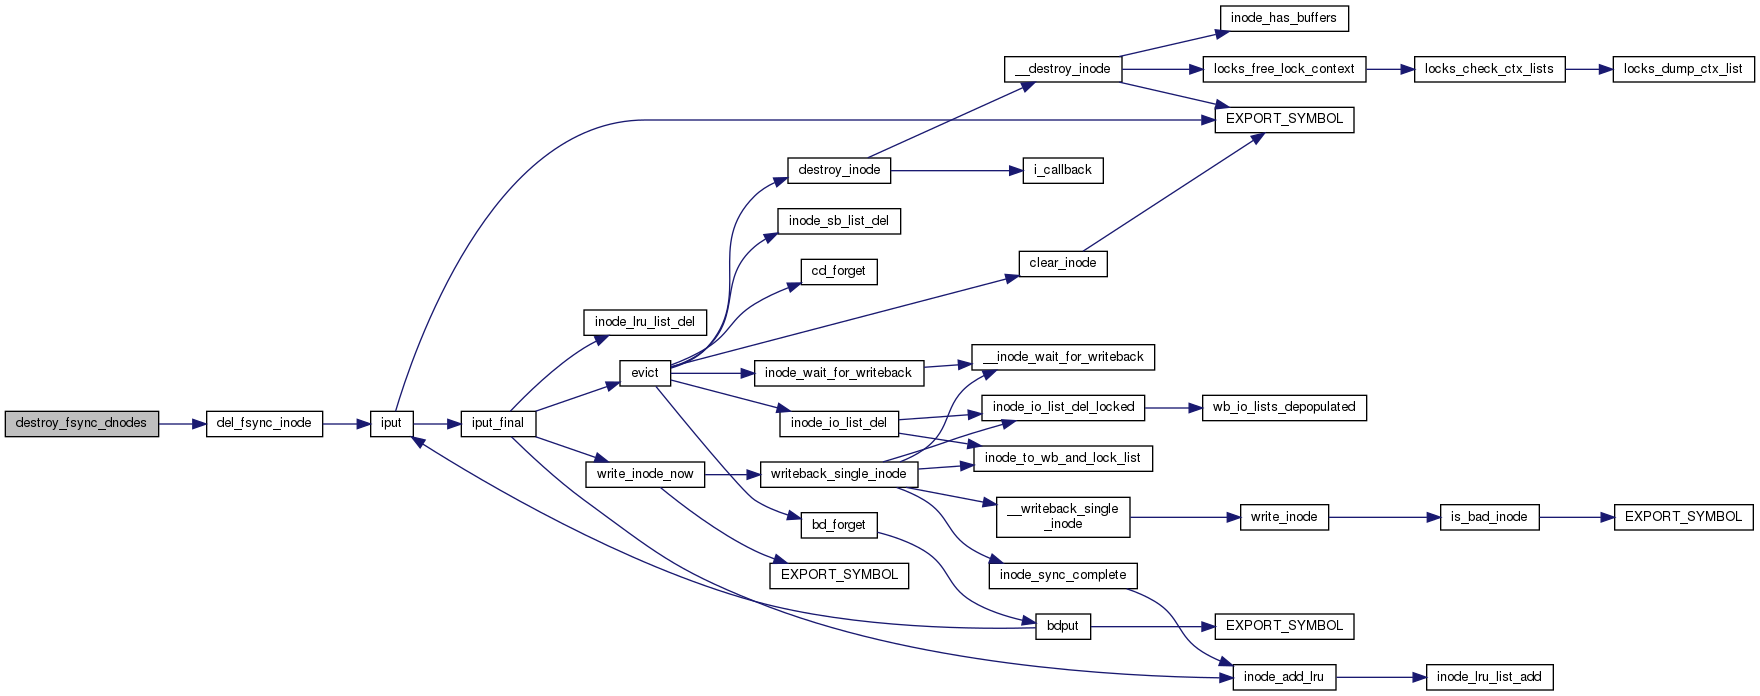 inode_has_buffers
__destroy_inode
locks_free_lock_context
locks_check_ctx_lists
locks_dump_ctx_list
EXPORT_SYMBOL
destroy_inode
i_callback
inode_sb_list_del
cd_forget
clear_inode
inode_lru_list_del
evict
inode_wait_for_writeback
__inode_wait_for_writeback
destroy_fsync_dnodes
del_fsync_inode
iput
iput_final
inode_io_list_del
inode_io_list_del_locked
wb_io_lists_depopulated
inode_to_wb_and_lock_list
write_inode_now
writeback_single_inode
__writeback_single
_inode
write_inode
is_bad_inode
EXPORT_SYMBOL
bd_forget
EXPORT_SYMBOL
inode_sync_complete
bdput
EXPORT_SYMBOL
inode_add_lru
inode_lru_list_add